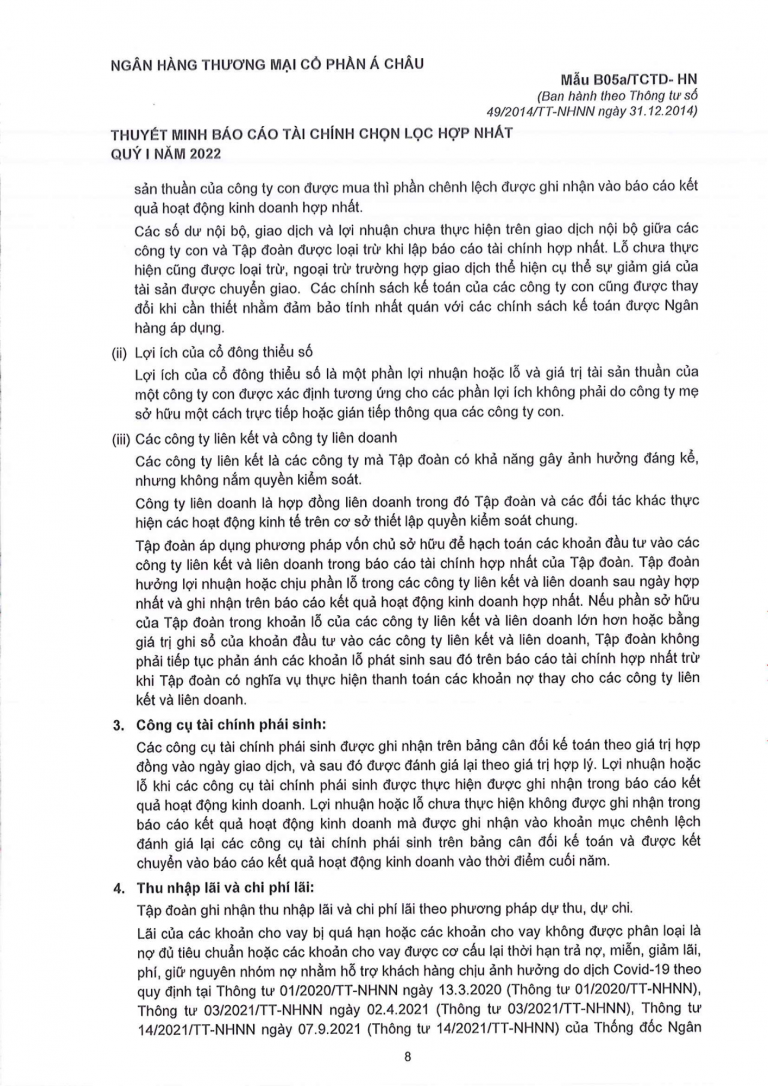 NGÂN HÀNG THƯƠNG MẠI CỔ PHẦN Á CHÂU
Mẫu B05a/TCTD- HN
(Ban hành theo Thông tư số
49/2014/TT-NHNN ngày 31.12.2014)
THUYẾT MINH BÁO CÁO TÀI CHÍNH CHỌN LỌC HỢP NHẤT
QUÝ I NĂM 2022
sản thuần của công ty con được mua thì phần chênh lệch được ghi nhận vào báo cáo kết
quả hoạt động kinh doanh hợp nhất.
Các số dư nội bộ, giao dịch và lợi nhuận chưa thực hiện trên giao dịch nội bộ giữa các
công ty con và Tập đoàn được loại trừ khi lập báo cáo tài chính hợp nhất. Lỗ chưa thực
hiện cũng được loại trừ, ngoại trừ trường hợp giao dịch thể hiện cụ thể sự giảm giá của
tài sản được chuyển giao. Các chính sách kế toán của các công ty con cũng được thay
đổi khi cần thiết nhằm đảm bảo tính nhất quán với các chính sách kế toán được Ngân
hàng áp dụng.
(ii) Lợi ích của cổ đông thiểu số
Lợi ích của cổ đông thiểu số là một phần lợi nhuận hoặc lỗ và giá trị tài sản thuần của
một công ty con được xác định tương ứng cho các phần lợi ích không phải do công ty mẹ
sở hữu một cách trực tiếp hoặc gián tiếp thông qua các công ty con.
(iii) Các công ty liên kết và công ty liên doanh
Các công ty liên kết là các công ty mà Tập đoàn có khả năng gây ảnh hưởng đáng kể,
nhưng không nắm quyền kiểm soát.
Công ty liên doanh là hợp đồng liên doanh trong đó Tập đoàn và các đối tác khác thực
hiện các hoạt động kinh tế trên cơ sở thiết lập quyền kiểm soát chung.
Tập đoàn áp dụng phương pháp vốn chủ sở hữu để hạch toán các khoản đầu tư vào các
công ty liên kết và liên doanh trong báo cáo tài chính hợp nhất của Tập đoàn. Tập đoàn
hưởng lợi nhuận hoặc chịu phần lỗ trong các công ty liên kết và liên doanh sau ngày hợp
nhất và ghi nhận trên báo cáo kết quả hoạt động kinh doanh hợp nhất. Nếu phần sở hữu
của Tập đoàn trong khoản lỗ của các công ty liên kết và liên doanh lớn hơn hoặc bằng
giá trị ghi sổ của khoản đầu tư vào các công ty liên kết và liên doanh, Tập đoàn không
phải tiếp tục phản ánh các khoản lỗ phát sinh sau đó trên báo cáo tài chính hợp nhất trừ
khi Tập đoàn có nghĩa vụ thực hiện thanh toán các khoản nợ thay cho các công ty liên
kết và liên doanh.
3. Công cụ tài chính phái sinh:
Các công cụ tài chính phái sinh được ghi nhận trên bảng cân đối kế toán theo giá trị hợp
đồng vào ngày giao dịch, và sau đó được đánh giá lại theo giá trị hợp lý. Lợi nhuận hoặc
lỗ khi các công cụ tài chính phái sinh được thực hiện được ghi nhận trong báo cáo kết
quả hoạt động kinh doanh. Lợi nhuận hoặc lỗ chưa thực hiện không được ghi nhận trong
báo cáo kết quả hoạt động kinh doanh mà được ghi nhận vào khoản mục chênh lệch
đánh giá lại các công cụ tài chính phái sinh trên bảng cân đối kế toán và được kết
chuyển vào báo cáo kết quả hoạt động kinh doanh vào thời điểm cuối năm.
4. Thu nhập lãi và chi phí lãi:
Tập đoàn ghi nhận thu nhập lãi và chi phí lãi theo phương pháp dự thu, dự chi.
Lãi của các khoản cho vay bị quá hạn hoặc các khoản cho vay không được phân loại là
nợ đủ tiêu chuẩn hoặc các khoản cho vay được cơ cấu lại thời hạn trả nợ, miễn, giảm lãi,
phí, giữ nguyên nhóm nợ nhằm hỗ trợ khách hàng chịu ảnh hưởng do dịch Covid-19 theo
quy định tại Thông tư 01/2020/TT-NHNN ngày 13.3.2020 (Thông tư 01/2020/TT-NHNN),
Thông tư 03/2021/TT-NHNN ngày 02.4.2021 (Thông tư 03/2021/TT-NHNN), Thông tư
14/2021/TT-NHNN ngày 07.9.2021 (Thông tư 14/2021/TT-NHNN) của Thống đốc Ngân
8